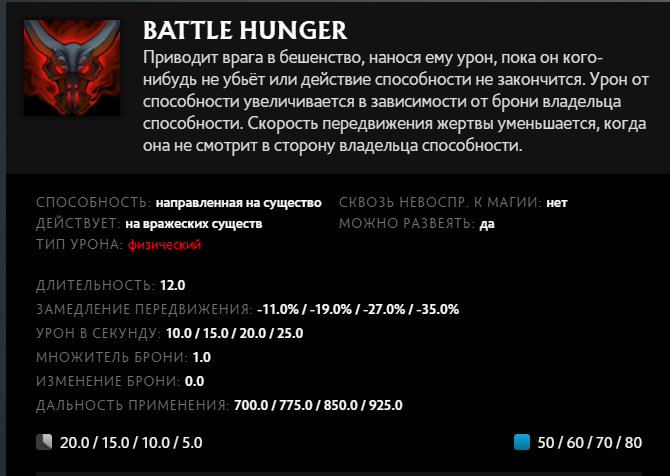 BATTLE HUNGER
Приводит врага в бешенство, нанося ему урон, пока он кого-
нибудь не убьёт или действие способности не закончится. Урон от
способности увеличивается в зависимости от брони владельца
способности. Скорость передвижения жертвы уменьшается, когда
она не смотрит в сторону владельца способности.
СПОСОБНОСТЬ: направленная на существо СКВОЗЬ НЕВОСПР. К МАГИИ: нет
ДЕЙСТВУЕТ: на вражеских существ МОЖНО РАЗВЕЯТЬ: да
ТИП УРОНА: физический
ДЛИТЕЛЬНОСТЬ: 12.0
ЗАМЕДЛЕНИЕ ПЕРЕДВИЖЕНИЯ: -11.0% / -19.0% / -27.0% / -35.0%
УРОН В СЕКУНДУ: 10.0 / 15.0 / 20.0 / 25.0
МНОЖИТЕЛЬ БРОНИ: 1.0
ИЗМЕНЕНИЕ БРОНИ: 0.0
ДАЛЬНОСТЬ ПРИМЕНЕНИЯ: 700.0 / 775.0 / 850.0 / 925.0
20.0 / 15.0 / 10.0 / 5.0 50 / 60 / 70 / 80